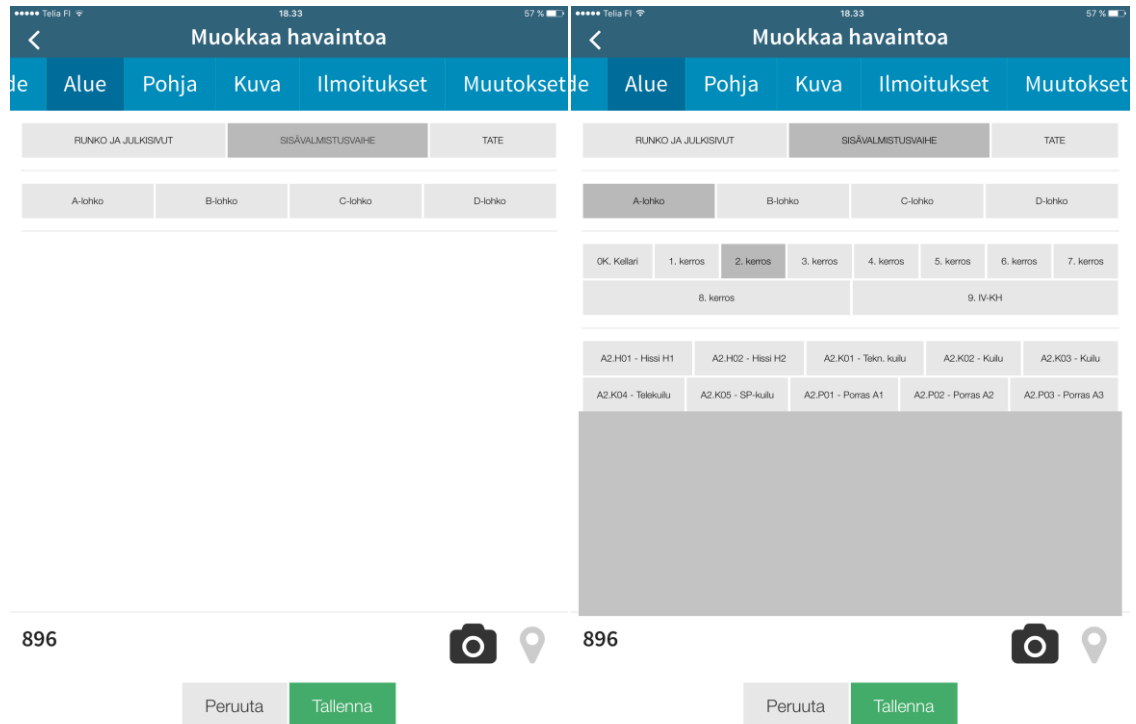 Telia FI 18.33 57 %
Muokkaa havaintoa
de Alue Pohja Kuva Ilmoitukset Muutokset
RUNKO JA JULKISIVUT SISÄVALMISTUSVAIHE TATE
A-lohko B-lohko C-lohko D-lohko
896
Peruuta Tallenna
Telia FI 18.33 57 %
Muokkaa havaintoa
de Alue Pohja Kuva Ilmoitukset Muutokset
RUNKO JA JULKISIVUT SISÄVALMISTUSVAIHE TATE
A-lohko B-lohko C-lohko D-lohko
0K. Kellari 1. kerros 2. kerros 3. kerros 4. kerros 5. kerros 6. kerros 7. kerros
8. kerros 9. IV-KH
A2.H01 - Hissi H1 A2.H02 - Hissi H2 A2.K01 - Tekn. kuilu A2.K02 - Kuilu A2.K03 - Kuilu
A2.K04 - Telekuilu A2.K05 - SP-kuilu A2.P01 - Porras A1 A2.P02 - Porras A2 A2.P03 - Porras A3
896
Peruuta Tallenna